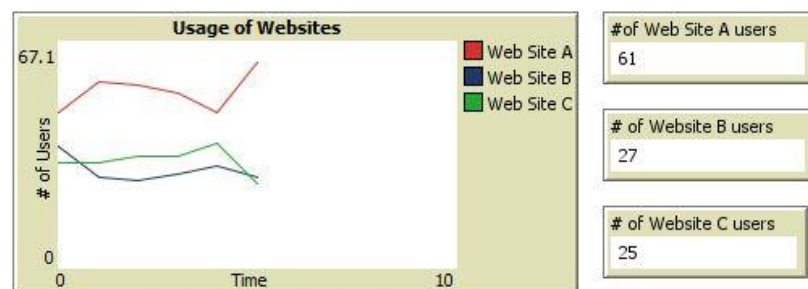 Usage of Websites
67.1
# of Users
0
0
Time
10
Web Site A
Web Site B
Web Site C
#of Web Site A users
61
# of Website B users
27
# of Website C users
25